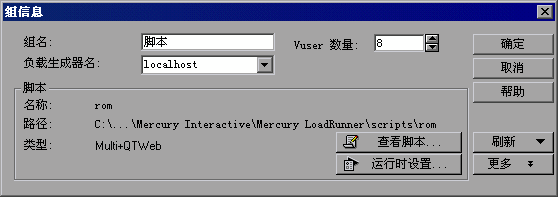 组信息
组名: 脚本 Vuser 数量: 8 确定
负载生成器名: localhost 取消
帮助
脚本
名称: rom
路径: C:\...\Mercury Interactive\Mercury LoadRunner\scripts\rom
类型: Multi+QTWeb 查看脚本... 刷新
运行时设置... 更多